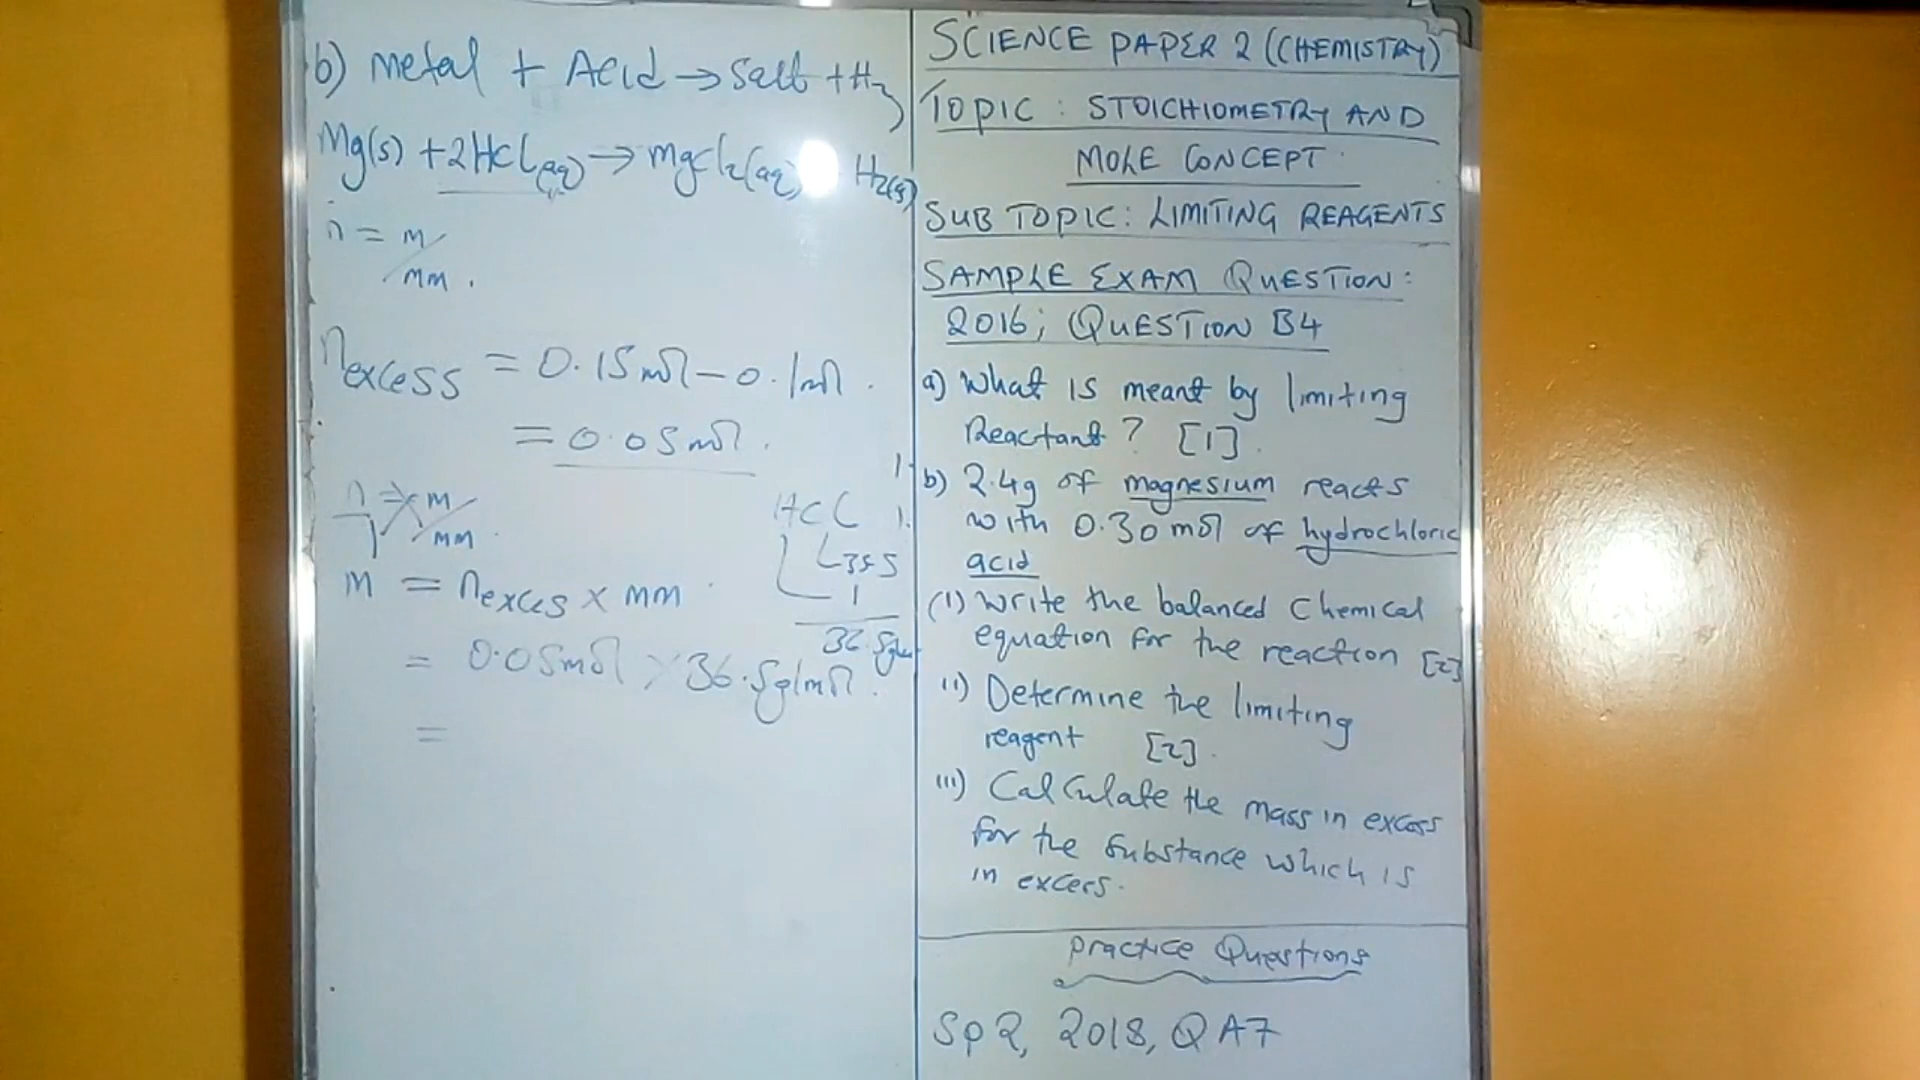 b) Metal + Acid → Salt + H2
Mg(s) + 2HCl(aq) → MgCl2(aq) H2(g)
n = m/mm.
nexcess = 0.15mol - 0.1mol.
= 0.05mol.
n/1 = m/mm.
HCl
35.5
1
36.5g
m = nexces x mm
= 0.05mol x 36.5g/mol.
=
SCIENCE PAPER 2 (CHEMISTRY)
TOPIC: STOICHIOMETRY AND
MOLE CONCEPT
SUB TOPIC: LIMITING REAGENTS
SAMPLE EXAM QUESTION:
2016; QUESTION B4
a) What is meant by limiting
Reactant? [1].
b) 2.4g of magnesium reacts
with 0.30mol of hydrochloric
acid
(i) Write the balanced Chemical
equation for the reaction [2]
ii) Determine the limiting
reagent [2].
iii) Calculate the mass in excess
for the substance which is
in excess.
Practice Questions
SP2, 2018, QA7